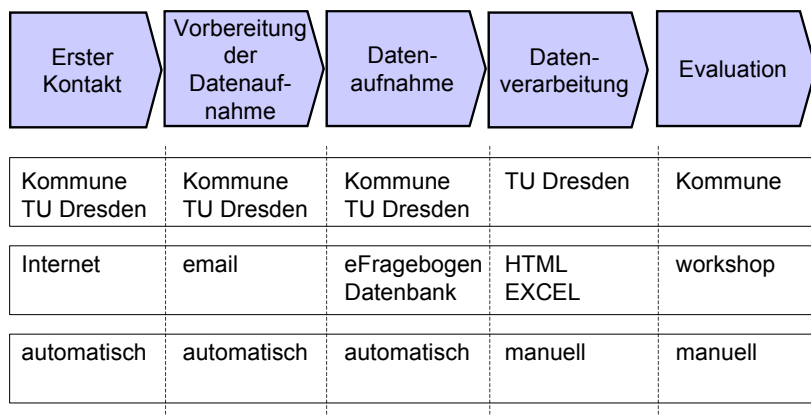 Erster
Kontakt
Vorbereitung
der
Datenauf-
nahme
Daten-
aufnahme
Daten-
verarbeitung
Evaluation
Kommune
TU Dresden
Kommune
TU Dresden
Kommune
TU Dresden
TU Dresden
Kommune
Internet
email
eFragebogen
Datenbank
HTML
EXCEL
workshop
automatisch
automatisch
automatisch
manuell
manuell